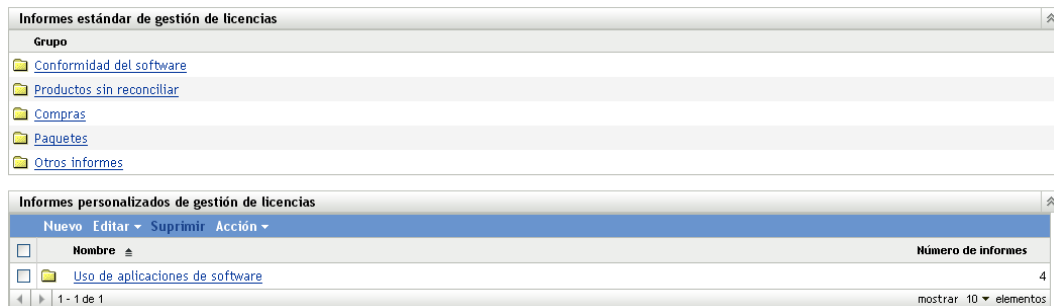 Informes estándar de gestión de licencias
Grupo
Conformidad del software
Productos sin reconciliar
Compras
Paquetes
Otros informes
Informes personalizados de gestión de licencias
Nuevo Editar Suprimir Acción
Nombre Número de informes
Uso de aplicaciones de software 4
1 - 1 de 1 mostrar 10 elementos